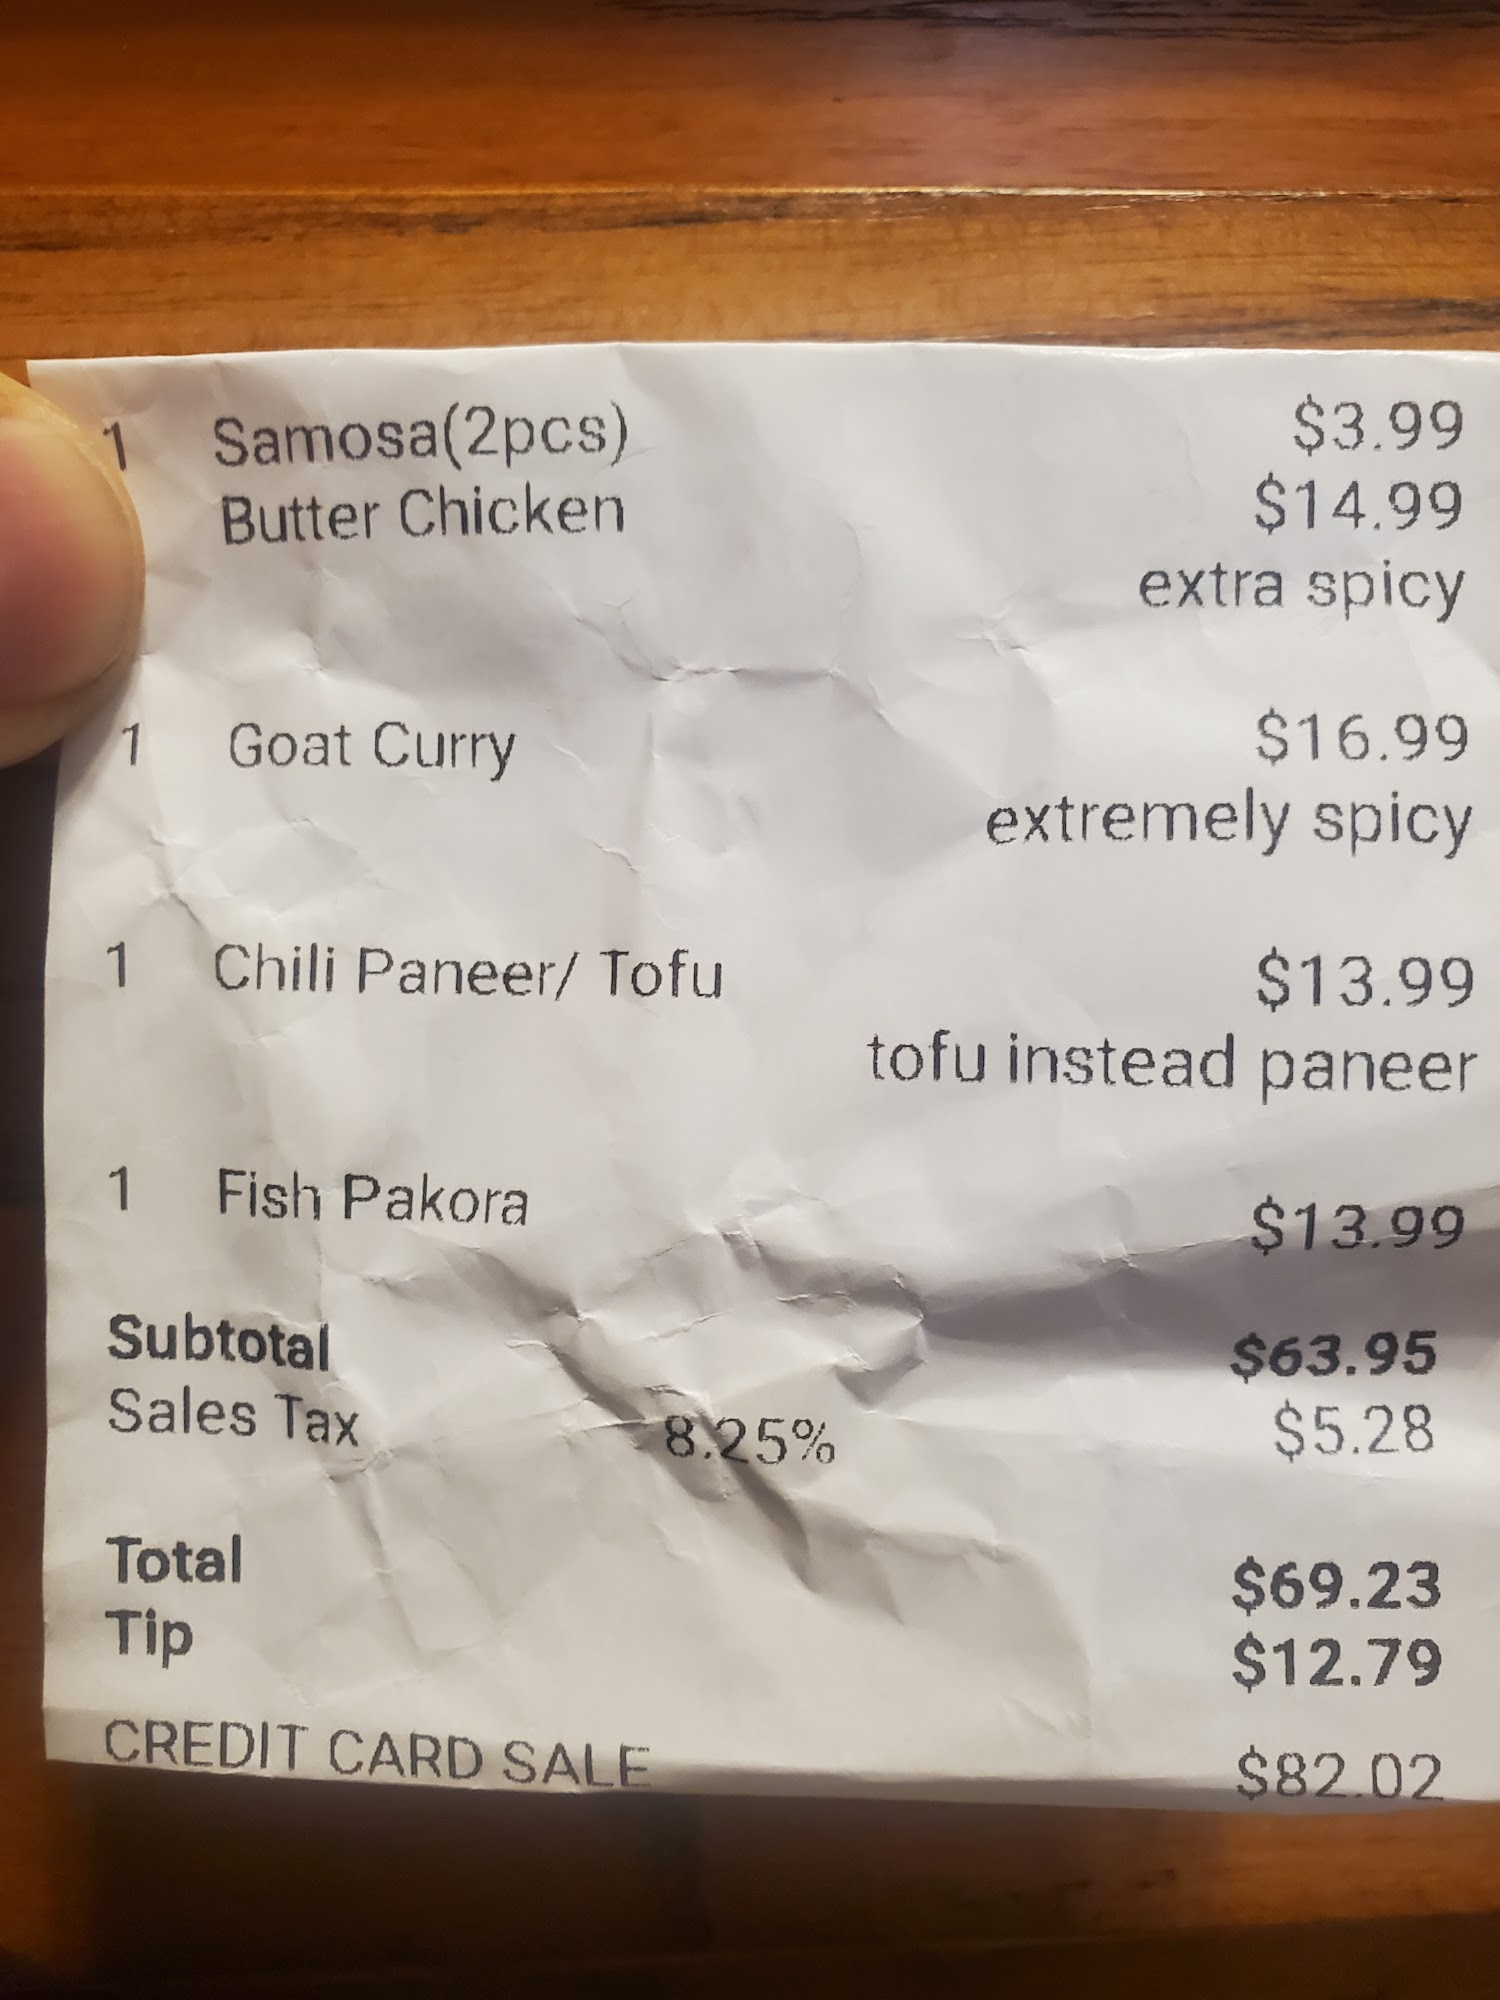 1 Samosa(2pcs) $3.99
Butter Chicken $14.99
extra spicy
1 Goat Curry $16.99
extremely spicy
1 Chili Paneer/ Tofu $13.99
tofu instead paneer
1 Fish Pakora $13.99
Subtotal $63.95
Sales Tax 8.25% $5.28
Total $69.23
Tip $12.79
CREDIT CARD SALE $82.02